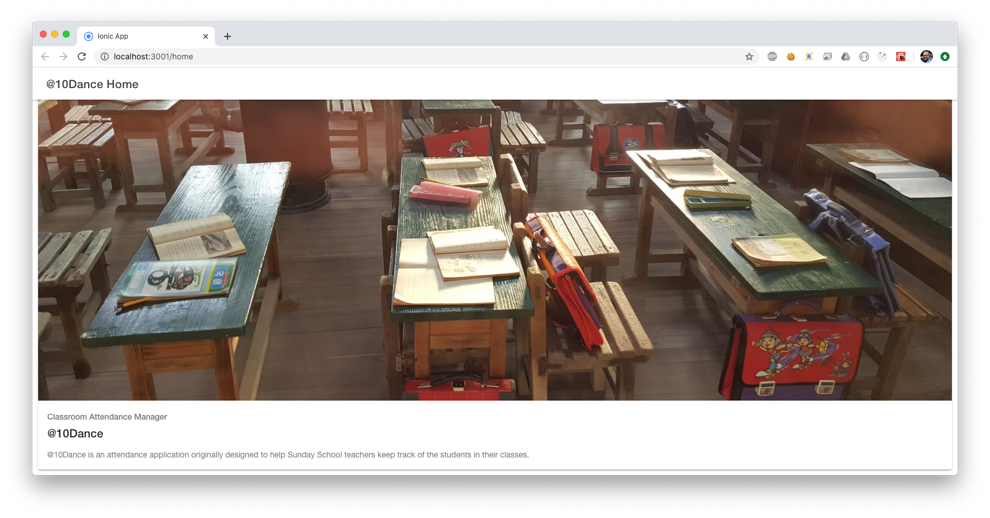 Ionic App
localhost:3001/home
@10Dance Home
Classroom Attendance Manager
@10Dance
@10Dance is an attendance application originally designed to help Sunday School teachers keep track of the students in their classes.